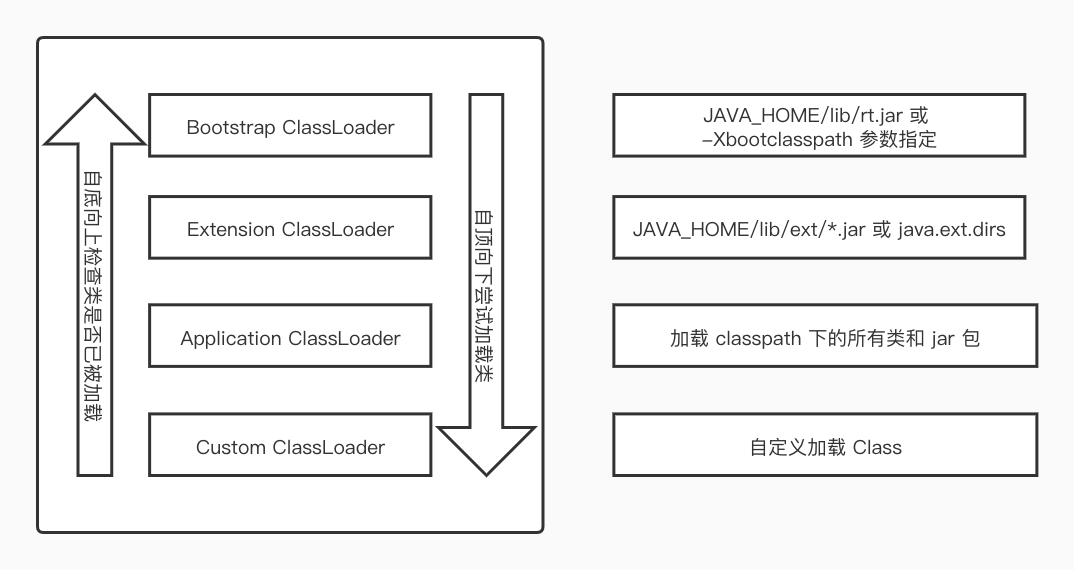 自底向上检查类是否已被加载
Bootstrap ClassLoader
Extension ClassLoader
Application ClassLoader
Custom ClassLoader
自顶向下尝试加载类
JAVA_HOME/lib/rt.jar 或
–Xbootclasspath 参数指定
JAVA_HOME/lib/ext/*.jar 或 java.ext.dirs
加载 classpath 下的所有类和 jar 包
自定义加载 Class